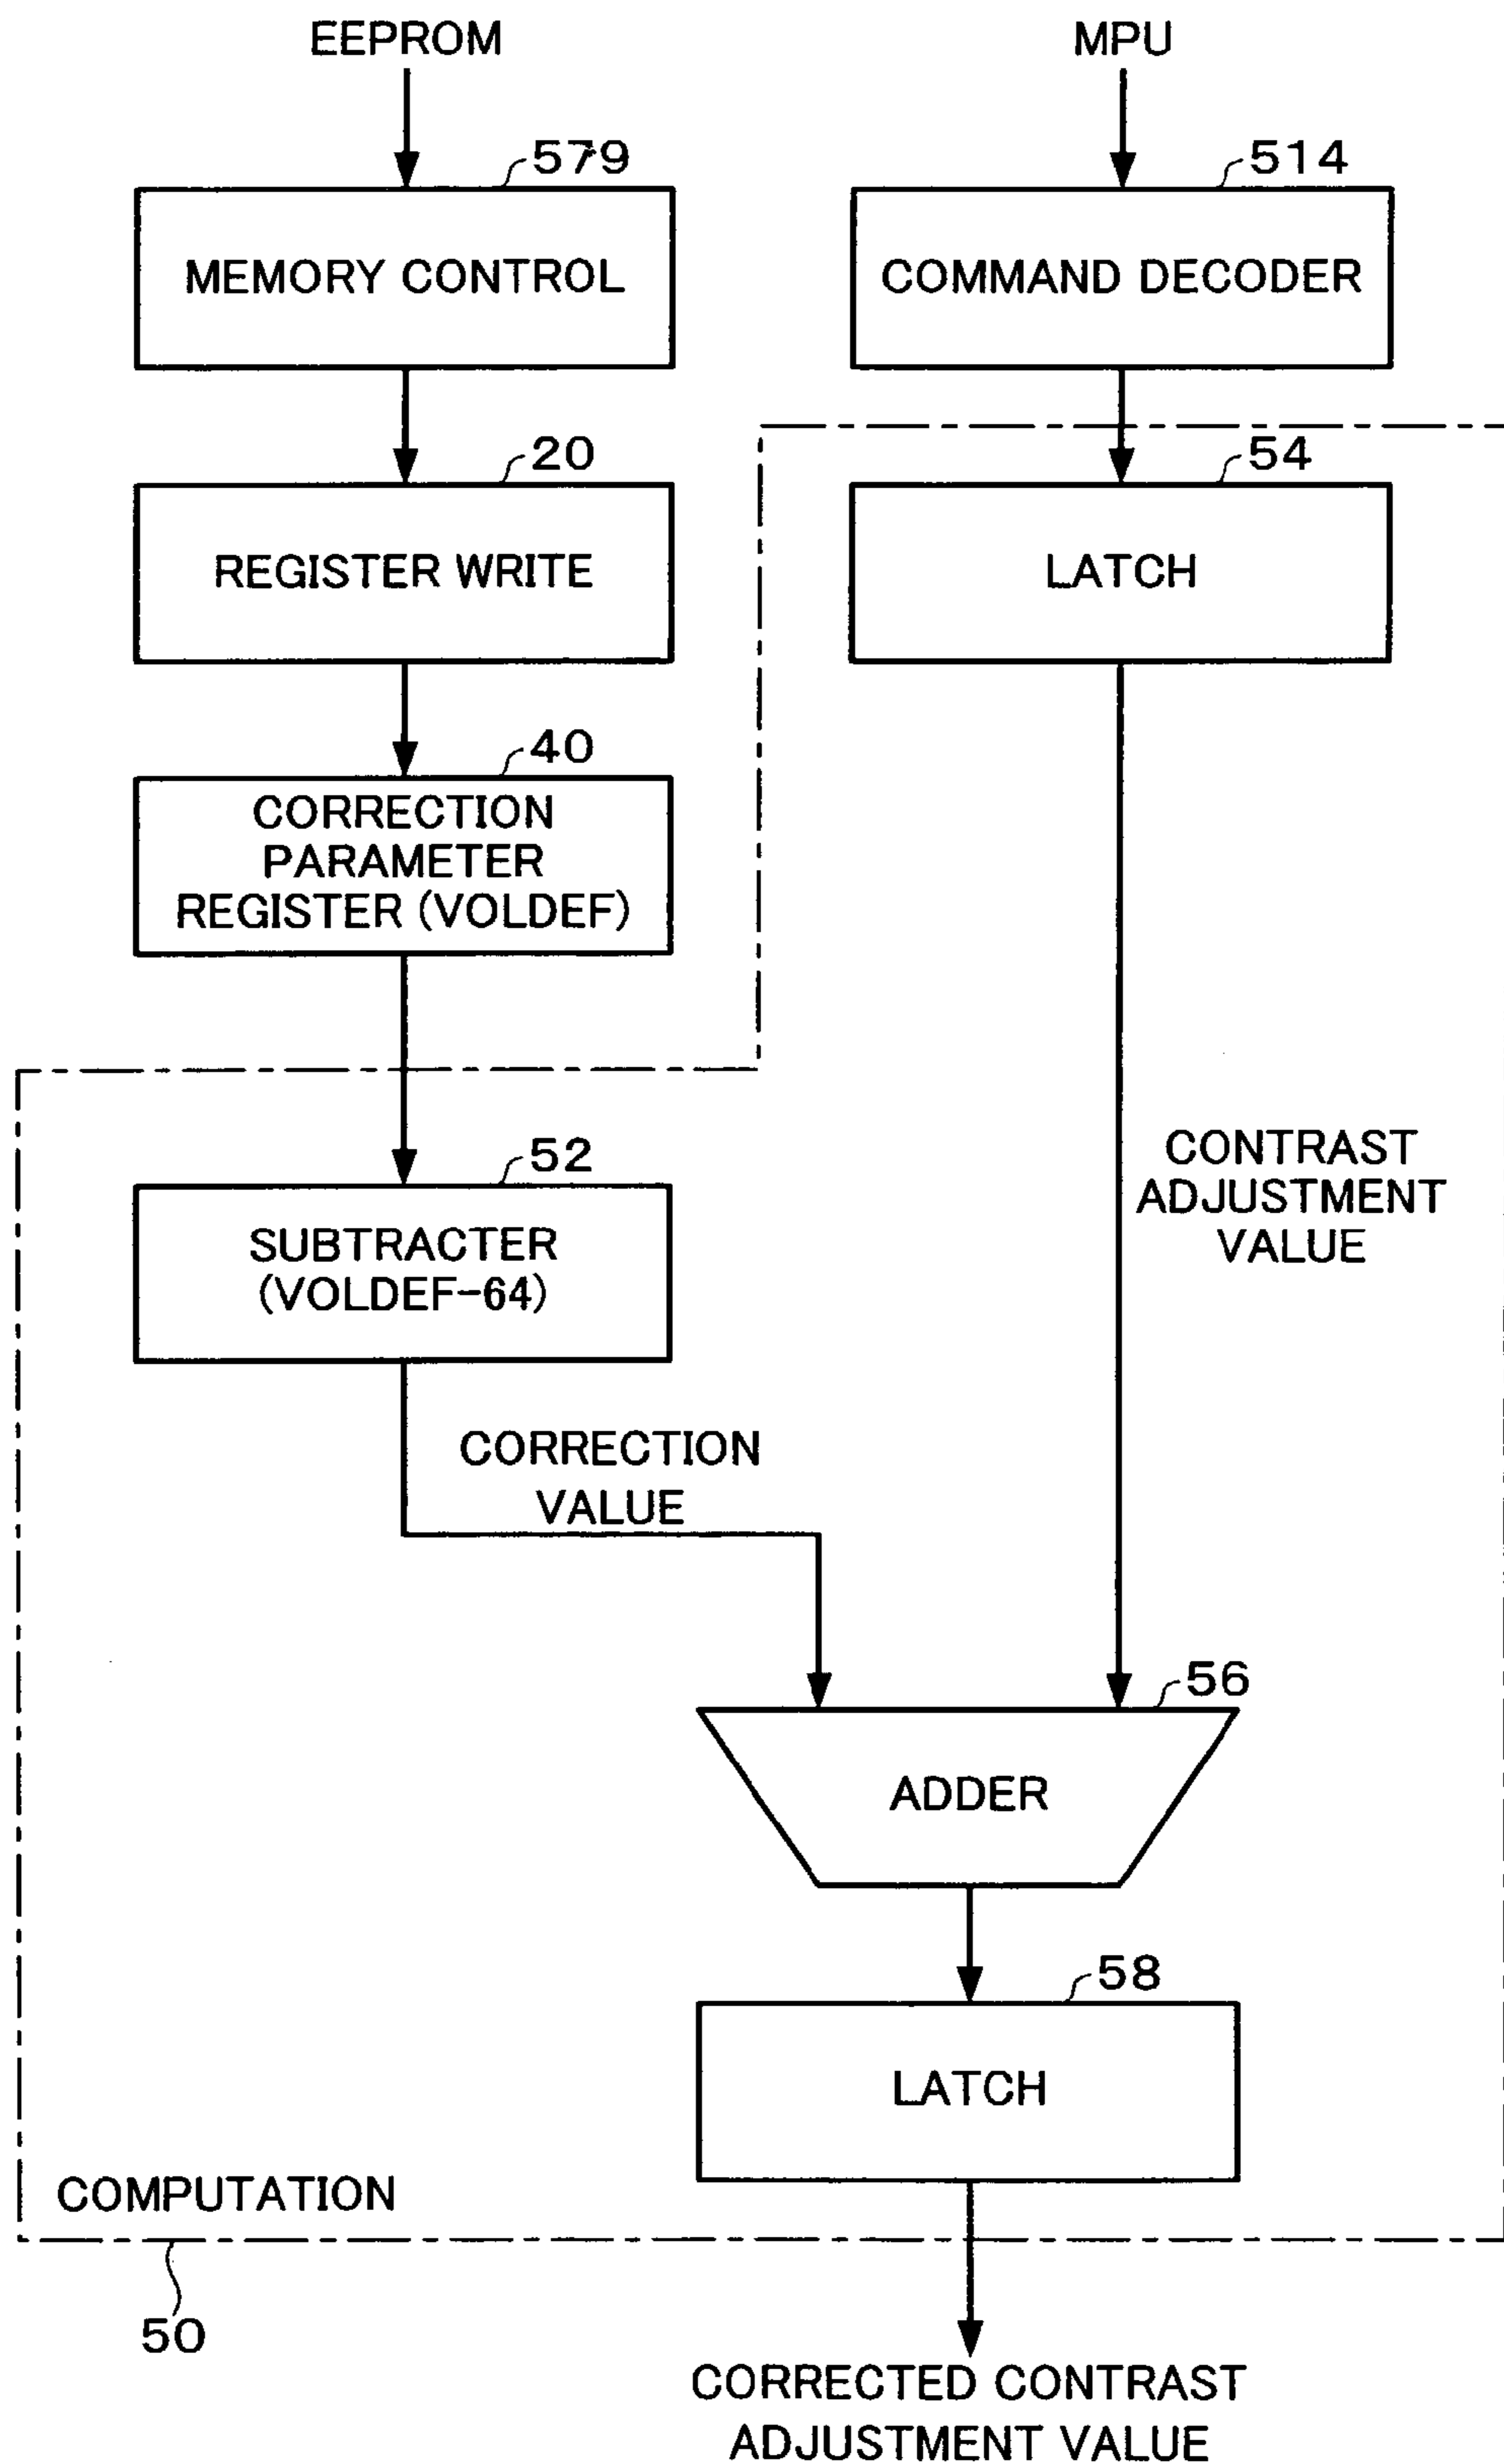 EEPROM
MPU
579
514
MEMORY CONTROL
COMMAND DECODER
20
54
REGISTER WRITE
LATCH
40
CORRECTION
PARAMETER
REGISTER (VOLDEF)
52
SUBTRACTER
(VOLDEF-64)
CONTRAST
ADJUSTMENT
VALUE
CORRECTION
VALUE
56
ADDER
58
LATCH
COMPUTATION
50
CORRECTED CONTRAST
ADJUSTMENT VALUE